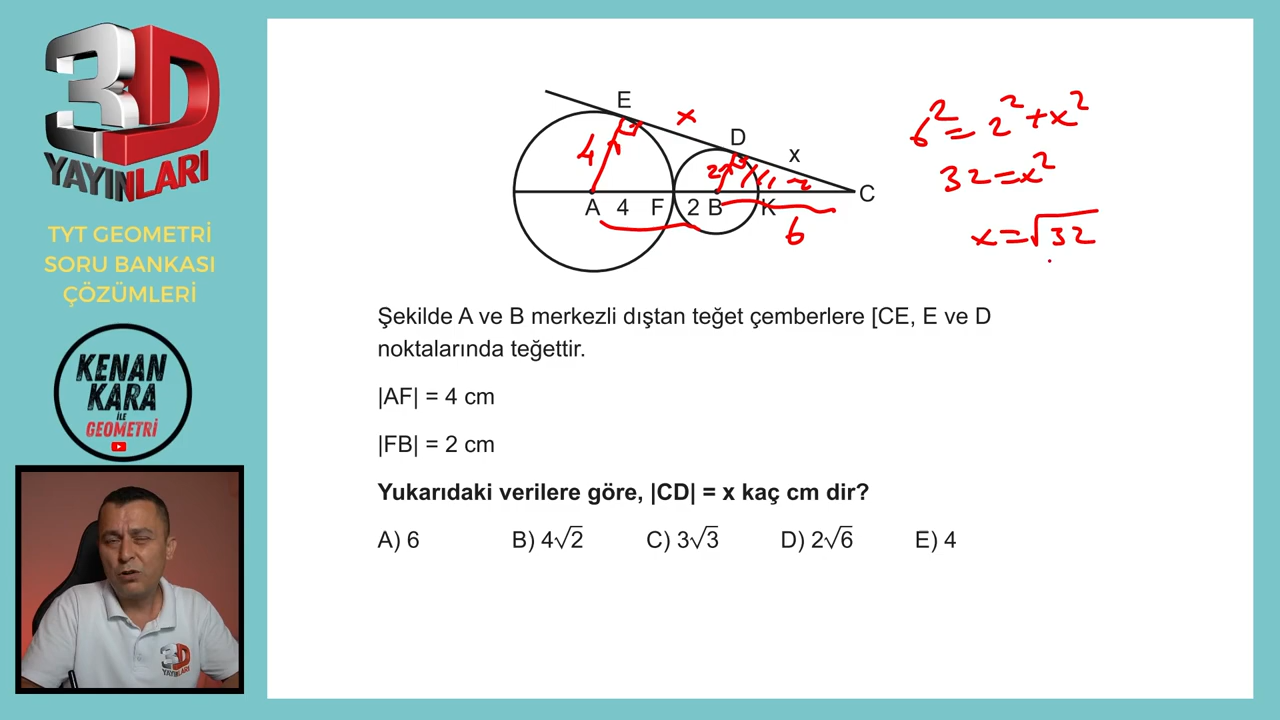 3D
YAYINLARI
TYT GEOMETRİ
SORU BANKASI
ÇÖZÜMLERİ
KENAN
KARA
İLE
GEOMETRİ
3D
YAYINLARI
E
x
D
x
4
2
C
A 4 F 2 B K
6
6² = 2² + x²
32 = x²
x = √32
Şekilde A ve B merkezli dıştan teğet çemberlere [CE, E ve D
noktalarında teğettir.
|AF| = 4 cm
|FB| = 2 cm
Yukarıdaki verilere göre, |CD| = x kaç cm dir?
A) 6 B) 4√2 C) 3√3 D) 2√6 E) 4